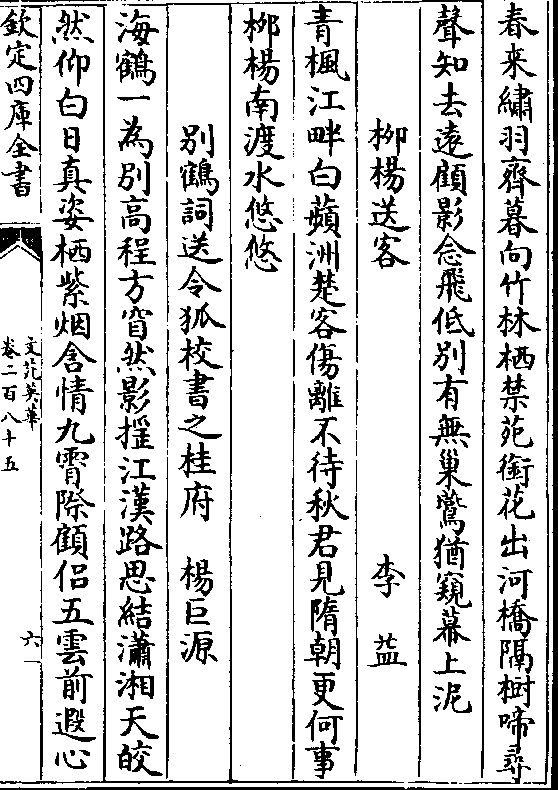 春来繡羽齊暮向竹林栖禁苑銜花出河橋隔樹啼尋
聲知去遠顧影念飛低別有無巢鷰猶窺幕上泥
栁楊送客　李益
青楓江畔白蘋洲楚客傷離不待秋君見隋朝更何事
栁楊南渡水悠悠
別鶴詞送令狐校書之桂府　楊巨源
海鶴一為別高程方窅然影揺江漢路思結瀟湘天皎
然仰白日真姿栖紫烟含情九霄際顧侣五雲前遐心
欽定四庫全書
文苑英華
卷二百八十五
六